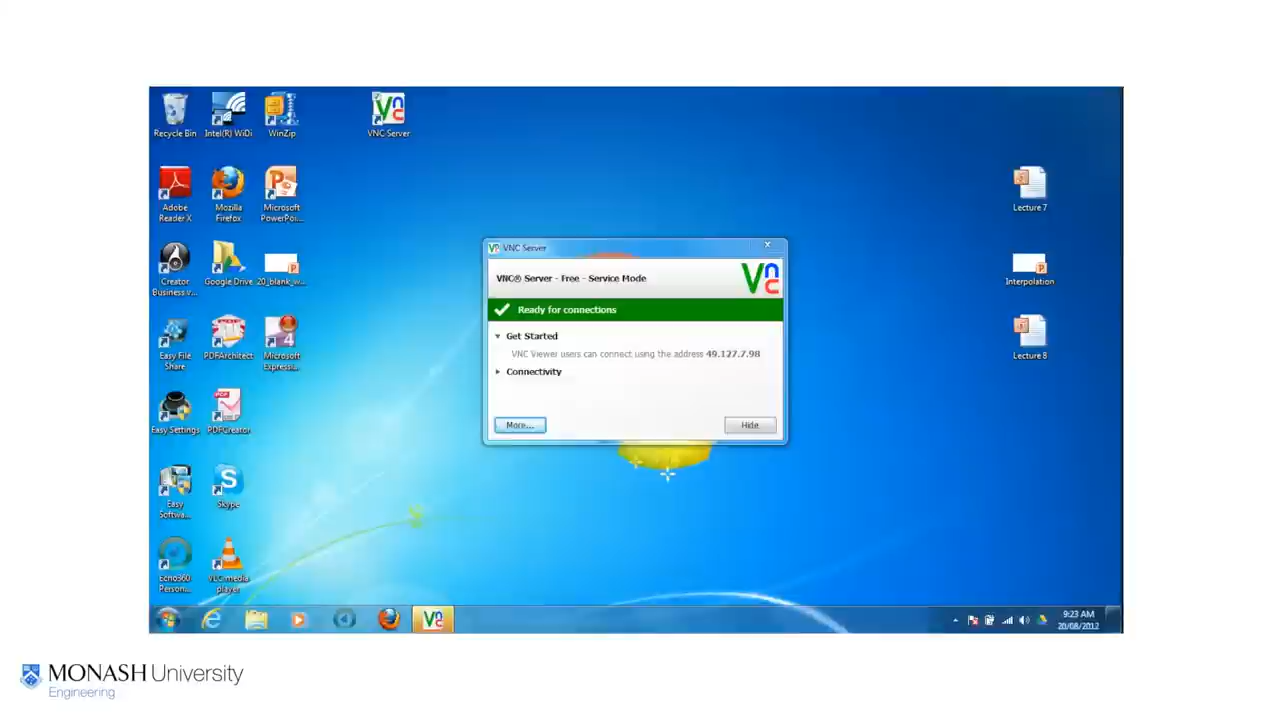 Recycle Bin
Intel(R) WiDi
WinZip
VNC Server
Adobe
Reader X
Mozilla
Firefox
Microsoft
PowerPoi...
Lecture 7
Creator
Business v...
Google Drive
20_blank_w...
Interpolation
Easy File
Share
PDFArchitect
Microsoft
Expressi...
Lecture 8
Easy Settings
PDFCreator
Easy
Softwa...
Skype
Echo360
Person...
VLC media
player
VNC Server
VNC® Server - Free - Service Mode
Ready for connections
Get Started
VNC Viewer users can connect using the address 49.127.7.98
Connectivity
More...
Hide
9:23 AM
20/08/2012
MONASH University
Engineering